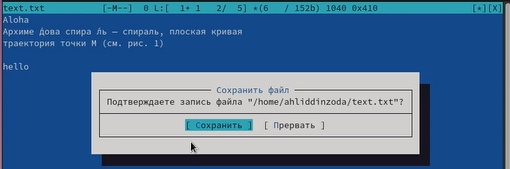 text.txt [-M--] 0 L:[ 1+ 1 2/ 5] *(6 / 152b) 1040 0x410 [*][X]
Aloha
Архиме́дова спира́ль — спираль, плоская кривая
траектория точки M (см. рис. 1)
hello
Сохранить файл
Подтверждаете запись файла "/home/ahliddinzoda/text.txt"?
[ Сохранить ] [ Прервать ]